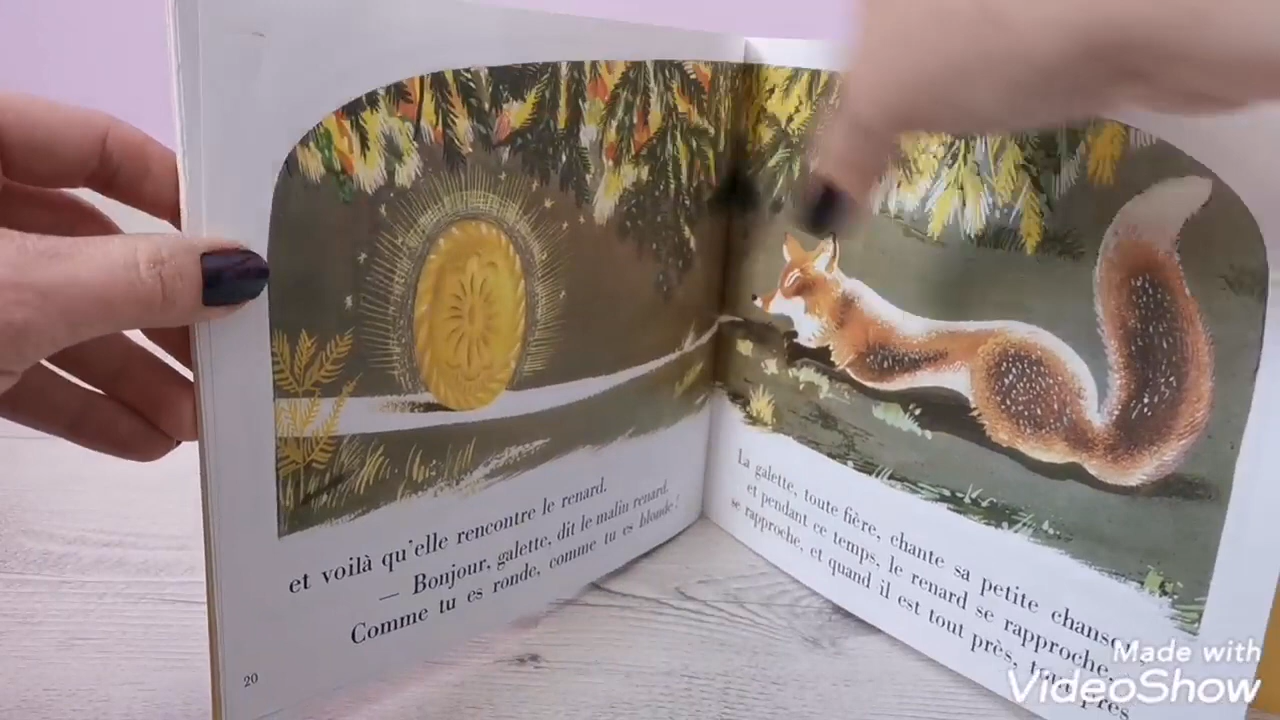 et voilà qu'elle rencontre le renard.
— Bonjour, galette, dit le malin renard.
Comme tu es ronde, comme tu es blonde !
20
La galette, toute fière, chante sa petite
et pendant ce temps, le renard se rapproche,
se rapproche, et quand il est tout près,
Made with
VideoShow